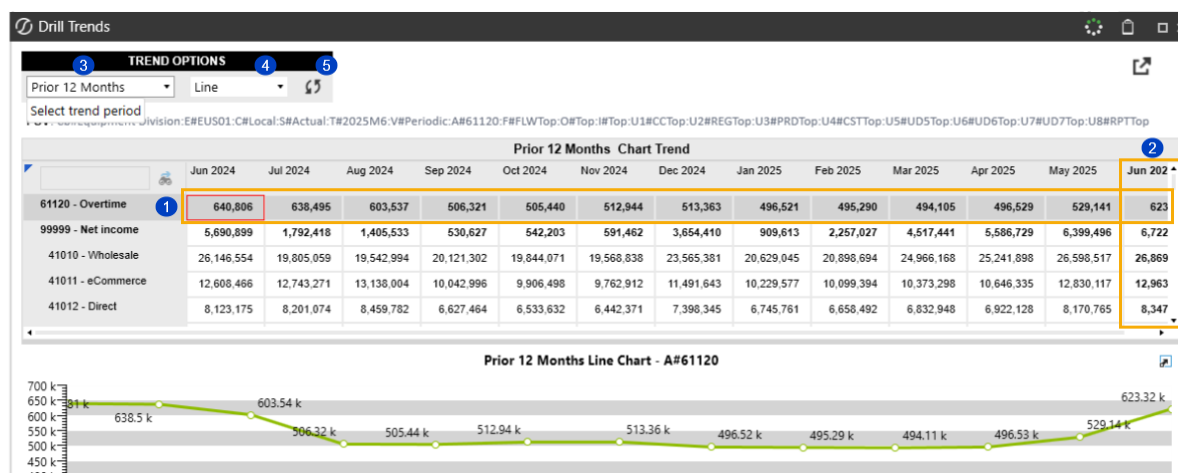 Drill Trends
TREND OPTIONS
3 4 5
Prior 12 Months Line
Select trend period
Division:E#EUS01:C#Local:S#Actual:T#2025M6:V#Periodic:A#61120:F#FLWTop:O#Top:I#Top:U1#CCTop:U2#REGTop:U3#PRDTop:U4#CSTTop:U5#UD5Top:U6#UD6Top:U7#UD7Top:U8#RPTTop
Prior 12 Months Chart Trend 2
Jun 2024 Jul 2024 Aug 2024 Sep 2024 Oct 2024 Nov 2024 Dec 2024 Jan 2025 Feb 2025 Mar 2025 Apr 2025 May 2025 Jun 202
61120 - Overtime 1 640,806 638,495 603,537 506,321 505,440 512,944 513,363 496,521 495,290 494,105 496,529 529,141 623
99999 - Net income 5,690,899 1,792,418 1,405,533 530,627 542,203 591,462 3,654,410 909,613 2,257,027 4,517,441 5,586,729 6,399,496 6,722
41010 - Wholesale 26,146,554 19,805,059 19,542,994 20,121,302 19,844,071 19,568,838 23,565,381 20,629,045 20,898,694 24,966,168 25,241,898 26,598,517 26,869
41011 - eCommerce 12,608,466 12,743,271 13,138,004 10,042,996 9,906,498 9,762,912 11,491,643 10,229,577 10,099,394 10,373,298 10,646,335 12,830,117 12,963
41012 - Direct 8,123,175 8,201,074 8,459,782 6,627,464 6,533,632 6,442,371 7,398,345 6,745,761 6,658,492 6,832,948 6,922,128 8,170,765 8,347
Prior 12 Months Line Chart - A#61120
700 k
650 k 81 k 603.54 k 623.32 k
600 k 638.5 k
550 k 506.32 k 505.44 k 512.94 k 513.36 k 496.52 k 495.29 k 494.11 k 496.53 k 529.14 k
500 k
450 k